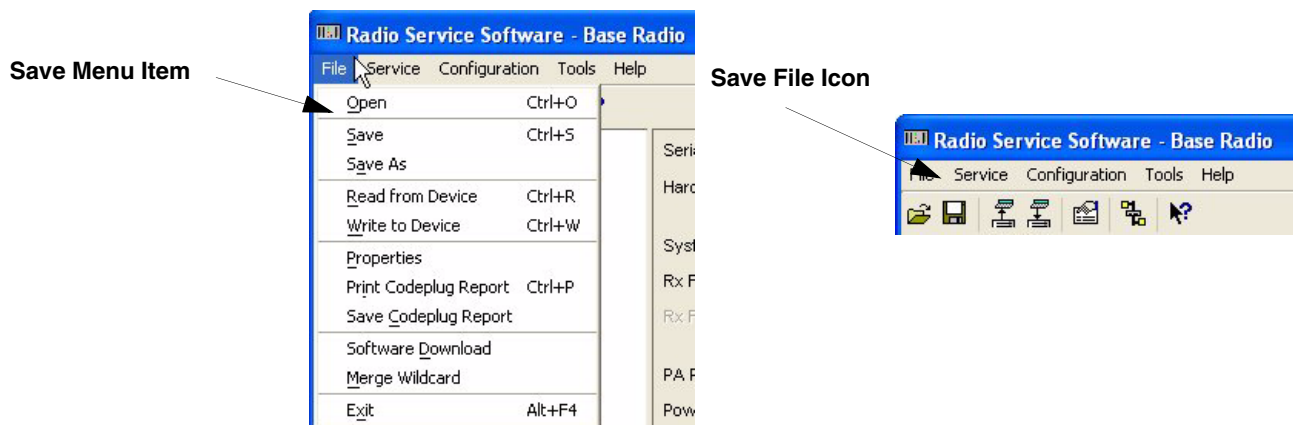 Save Menu Item
Radio Service Software - Base Radio
File Service Configuration Tools Help
Open Ctrl+O
Save Ctrl+S
Save As
Read from Device Ctrl+R
Write to Device Ctrl+W
Properties
Print Codeplug Report Ctrl+P
Save Codeplug Report
Software Download
Merge Wildcard
Exit Alt+F4
Seri
Hard
Syst
Rx F
Rx F
PA P
Pow
Save File Icon
Radio Service Software - Base Radio
File Service Configuration Tools Help